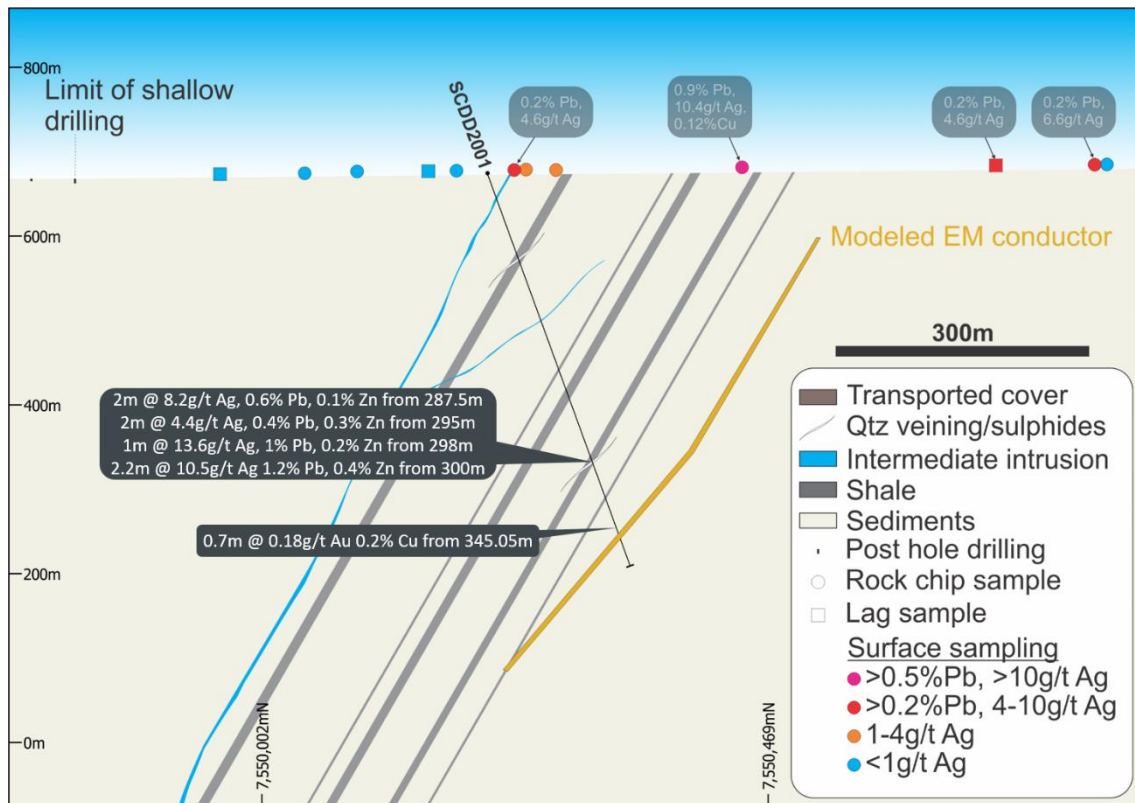 800m
Limit of shallow
drilling
SCDD2001
0.2% Pb,
4.6g/t Ag
0.9% Pb,
10.4g/t Ag,
0.12%Cu
0.2% Pb,
4.6g/t Ag
0.2% Pb,
6.6g/t Ag
600m
Modeled EM conductor
300m
400m
2m @ 8.2g/t Ag, 0.6% Pb, 0.1% Zn from 287.5m
2m @ 4.4g/t Ag, 0.4% Pb, 0.3% Zn from 295m
1m @ 13.6g/t Ag, 1% Pb, 0.2% Zn from 298m
2.2m @ 10.5g/t Ag 1.2% Pb, 0.4% Zn from 300m
0.7m @ 0.18g/t Au 0.2% Cu from 345.05m
200m
0m
7,550,002mN
7,550,469mN
Transported cover
Qtz veining/sulphides
Intermediate intrusion
Shale
Sediments
Post hole drilling
Rock chip sample
Lag sample
Surface sampling
>0.5%Pb, >10g/t Ag
>0.2%Pb, 4-10g/t Ag
1-4g/t Ag
<1g/t Ag